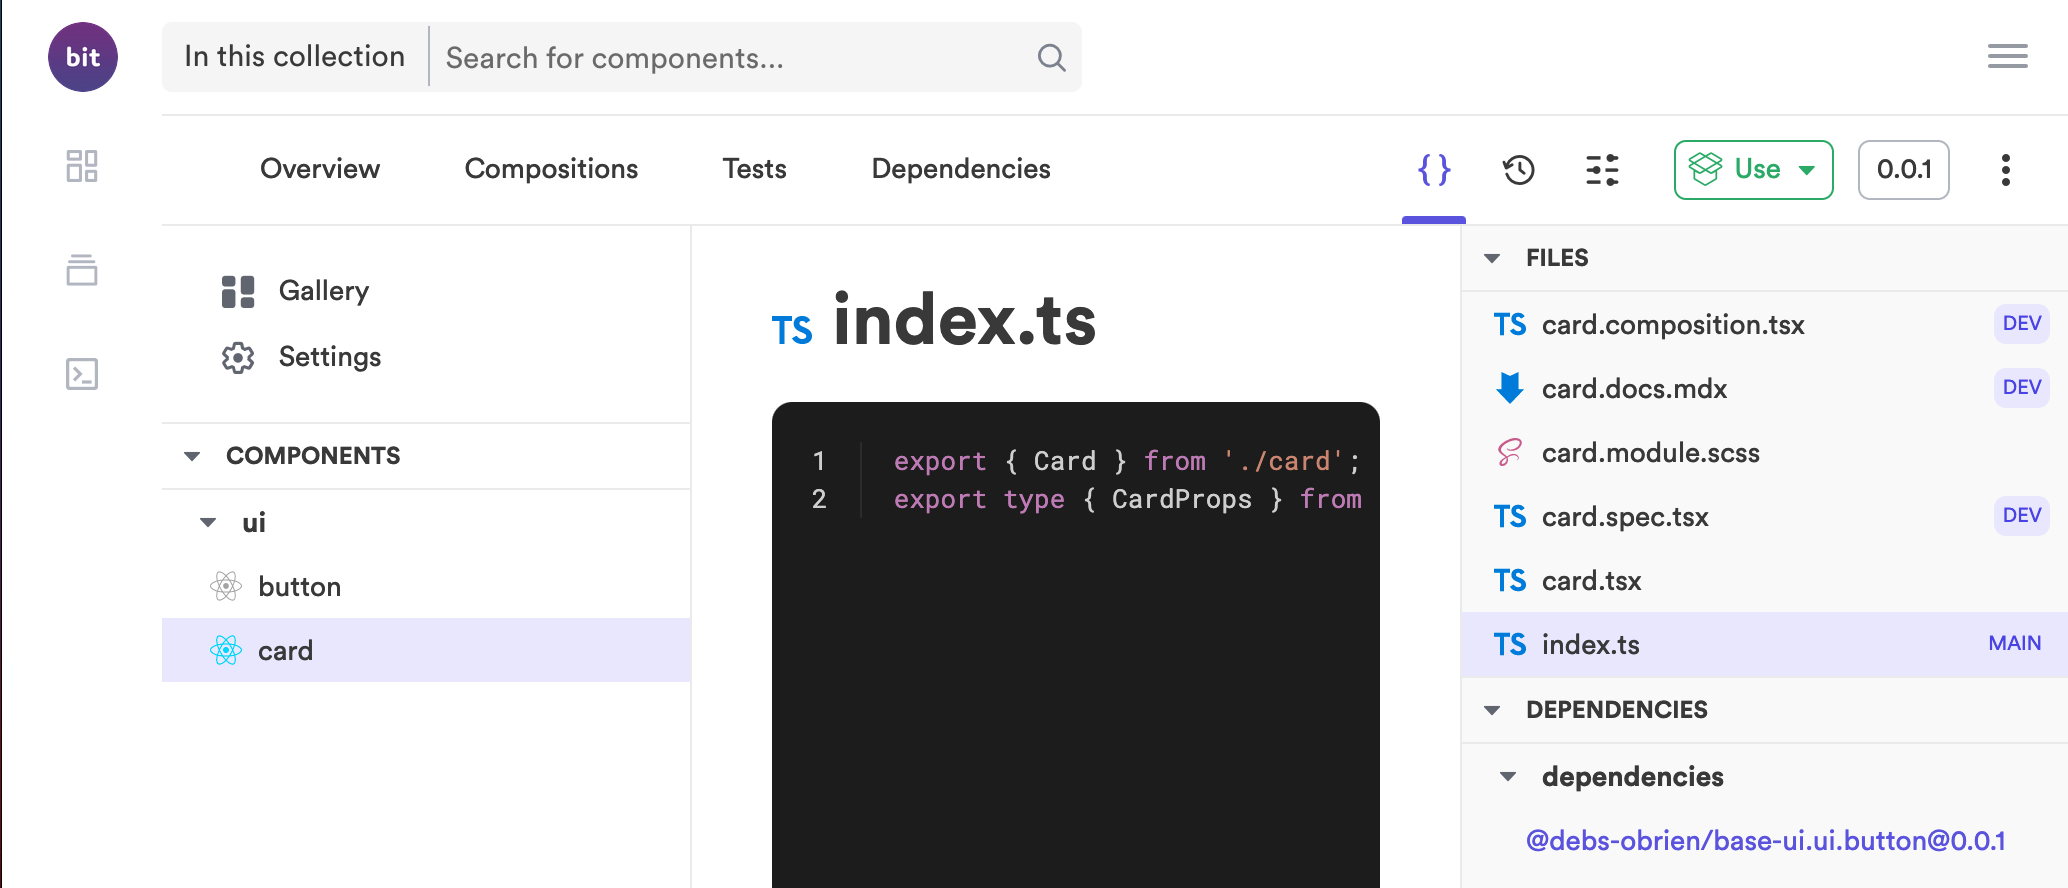 bit
In this collection
Search for components...
Overview Compositions Tests Dependencies
{} Use 0.0.1
Gallery
Settings
COMPONENTS
ui
button
card
TS index.ts
1 export { Card } from './card';
2 export type { CardProps } from
FILES
TS card.composition.tsx DEV
card.docs.mdx DEV
card.module.scss
TS card.spec.tsx DEV
TS card.tsx
TS index.ts MAIN
DEPENDENCIES
dependencies
@debs-obrien/base-ui.ui.button@0.0.1